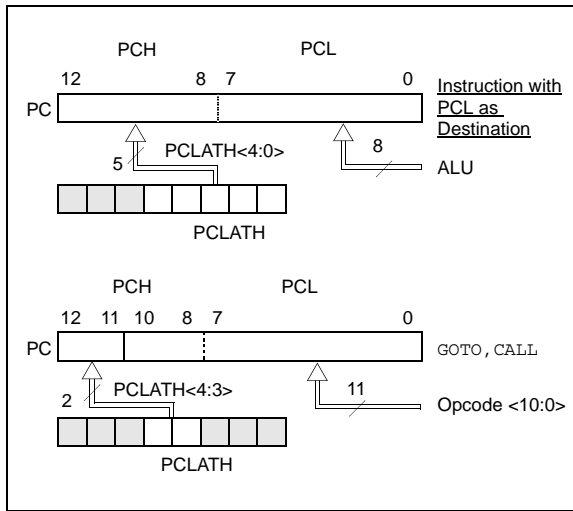 PCH PCL
12 8 7 0
Instruction with
PCL as
Destination
PC
5 PCLATH<4:0> 8
ALU
PCLATH
PCH PCL
12 11 10 8 7 0
PC GOTO,CALL
2 PCLATH<4:3> 11
Opcode <10:0>
PCLATH